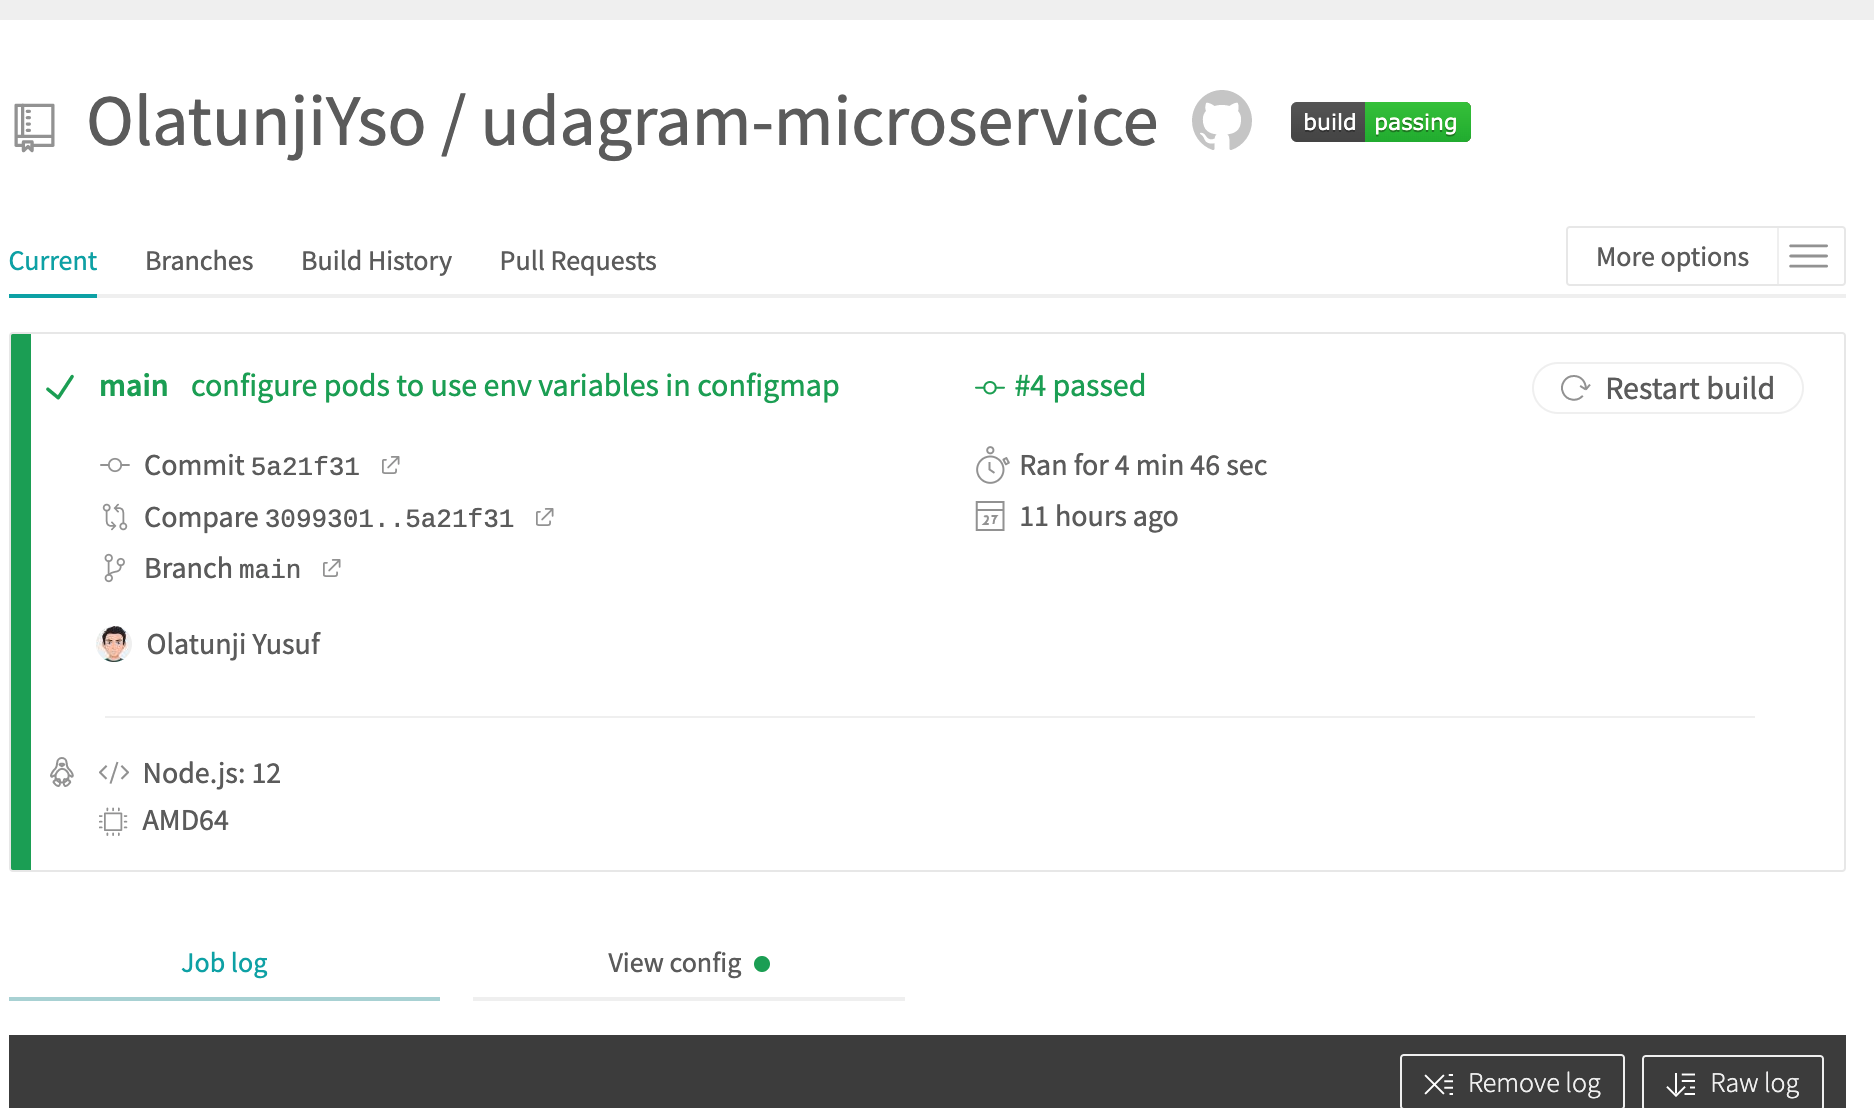 OlatunjiYso / udagram-microservice
build passing
Current Branches Build History Pull Requests
More options
main configure pods to use env variables in configmap
#4 passed
Restart build
Commit 5a21f31
Ran for 4 min 46 sec
Compare 3099301..5a21f31
27 11 hours ago
Branch main
Olatunji Yusuf
</> Node.js: 12
AMD64
Job log
View config
Remove log
Raw log